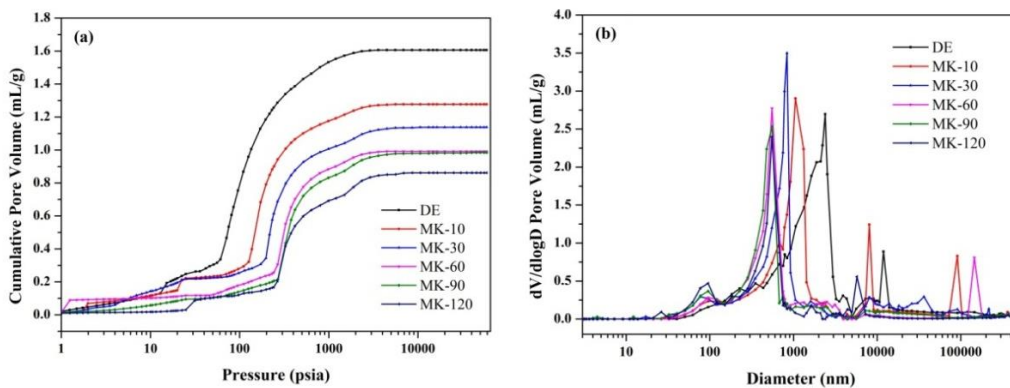 (a)
Cumulative Pore Volume (mL/g)
1.8
1.6
1.4
1.2
1.0
0.8
0.6
0.4
0.2
0.0
DE
MK-10
MK-30
MK-60
MK-90
MK-120
1 10 100 1000 10000
Pressure (psia)
(b)
dV/dlogD Pore Volume (mL/g)
4.0
3.5
3.0
2.5
2.0
1.5
1.0
0.5
0.0
DE
MK-10
MK-30
MK-60
MK-90
MK-120
10 100 1000 10000 100000
Diameter (nm)